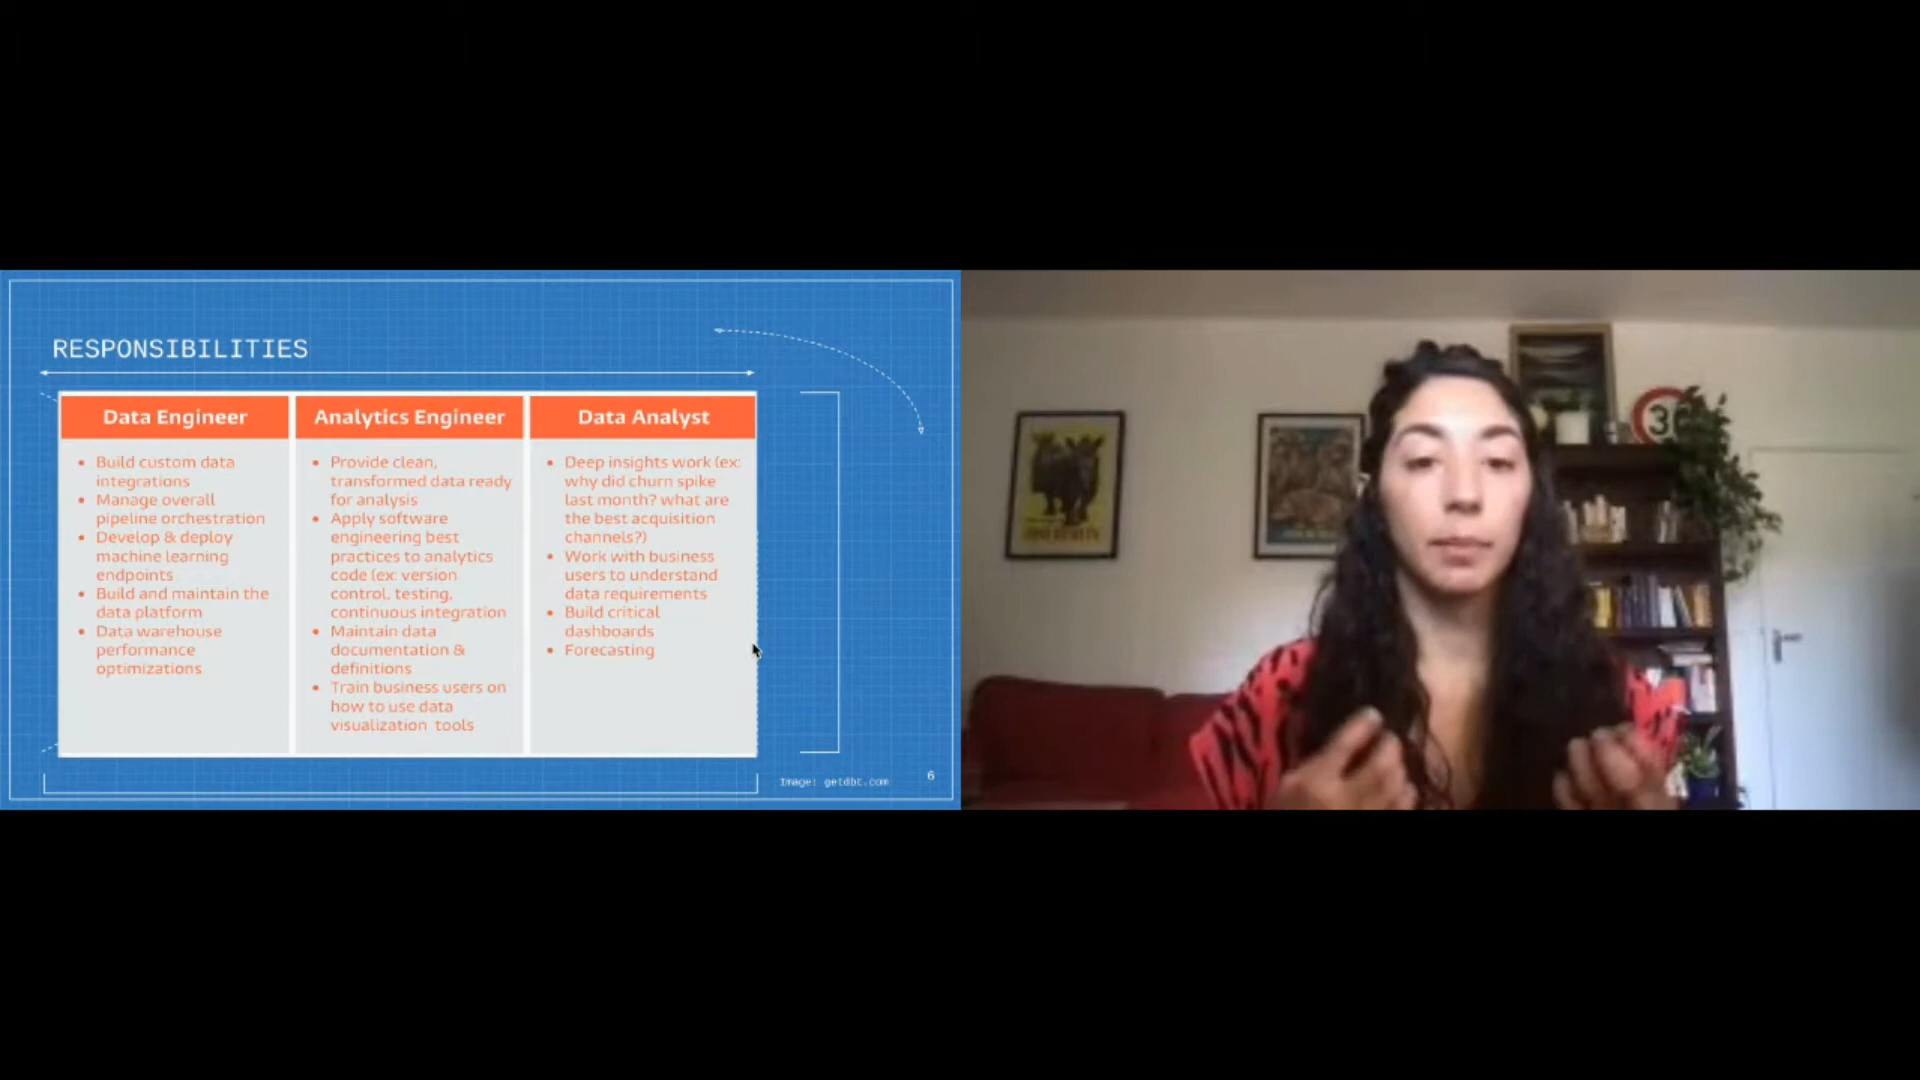 RESPONSIBILITIES
Data Engineer
Build custom data
integrations
Manage overall
pipeline orchestration
Develop & deploy
machine learning
endpoints
Build and maintain the
data platform
Data warehouse
performance
optimizations
Analytics Engineer
Provide clean,
transformed data ready
for analysis
Apply software
engineering best
practices to analytics
code (ex: version
control, testing,
continuous integration
Maintain data
documentation &
definitions
Train business users on
how to use data
visualization tools
Data Analyst
Deep insights work (ex:
why did churn spike
last month? what are
the best acquisition
channels?)
Work with business
users to understand
data requirements
Build critical
dashboards
Forecasting
Image: getdbt.com
6